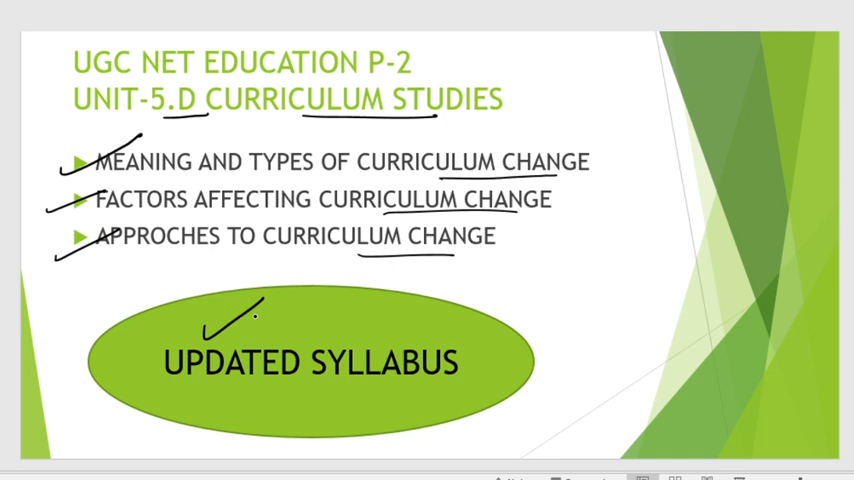 UGC NET EDUCATION P-2
UNIT-5.D CURRICULUM STUDIES
MEANING AND TYPES OF CURRICULUM CHANGE
FACTORS AFFECTING CURRICULUM CHANGE
APPROCHES TO CURRICULUM CHANGE
UPDATED SYLLABUS